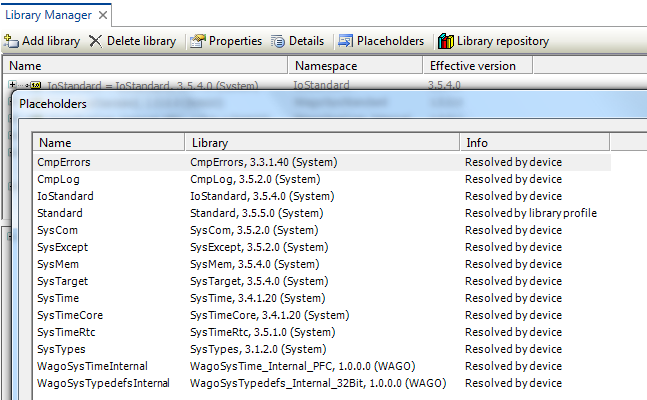 Library Manager
Add library Delete library Properties Details Placeholders Library repository
Name Namespace Effective version
IoStandard = IoStandard, 3.5.4.0 (System) IoStandard 3.5.4.0
Placeholders
Name Library Info
CmpErrors CmpErrors, 3.3.1.40 (System) Resolved by device
CmpLog CmpLog, 3.5.2.0 (System) Resolved by device
IoStandard IoStandard, 3.5.4.0 (System) Resolved by device
Standard Standard, 3.5.5.0 (System) Resolved by library profile
SysCom SysCom, 3.5.2.0 (System) Resolved by device
SysExcept SysExcept, 3.5.2.0 (System) Resolved by device
SysMem SysMem, 3.5.4.0 (System) Resolved by device
SysTarget SysTarget, 3.5.4.0 (System) Resolved by device
SysTime SysTime, 3.4.1.20 (System) Resolved by device
SysTimeCore SysTimeCore, 3.4.1.20 (System) Resolved by device
SysTimeRtc SysTimeRtc, 3.5.1.0 (System) Resolved by device
SysTypes SysTypes, 3.1.2.0 (System) Resolved by device
WagoSysTimeInternal WagoSysTime_Internal_PFC, 1.0.0.0 (WAGO) Resolved by device
WagoSysTypedefsInternal WagoSysTypedefs_Internal_32Bit, 1.0.0.0 (WAGO) Resolved by device